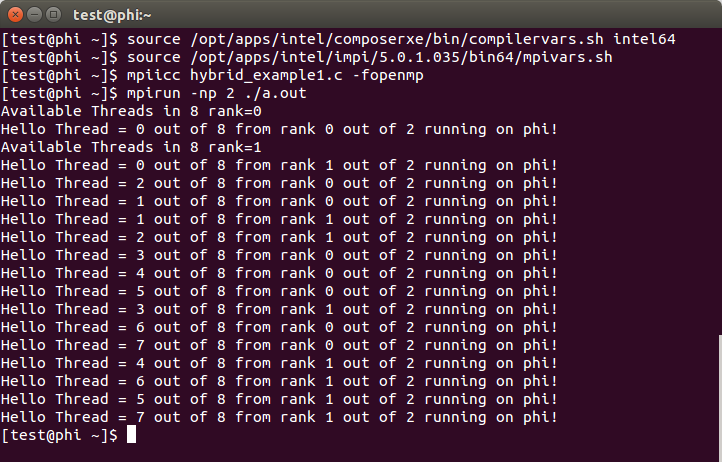 test@phi:~
[test@phi ~]$ source /opt/apps/intel/composerxe/bin/compilervars.sh intel64
[test@phi ~]$ source /opt/apps/intel/impi/5.0.1.035/bin64/mpivars.sh
[test@phi ~]$ mpiicc hybrid_example1.c -fopenmp
[test@phi ~]$ mpirun -np 2 ./a.out
Available Threads in 8 rank=0
Hello Thread = 0 out of 8 from rank 0 out of 2 running on phi!
Available Threads in 8 rank=1
Hello Thread = 0 out of 8 from rank 1 out of 2 running on phi!
Hello Thread = 2 out of 8 from rank 0 out of 2 running on phi!
Hello Thread = 1 out of 8 from rank 0 out of 2 running on phi!
Hello Thread = 1 out of 8 from rank 1 out of 2 running on phi!
Hello Thread = 2 out of 8 from rank 1 out of 2 running on phi!
Hello Thread = 3 out of 8 from rank 0 out of 2 running on phi!
Hello Thread = 4 out of 8 from rank 0 out of 2 running on phi!
Hello Thread = 5 out of 8 from rank 0 out of 2 running on phi!
Hello Thread = 3 out of 8 from rank 1 out of 2 running on phi!
Hello Thread = 6 out of 8 from rank 0 out of 2 running on phi!
Hello Thread = 7 out of 8 from rank 0 out of 2 running on phi!
Hello Thread = 4 out of 8 from rank 1 out of 2 running on phi!
Hello Thread = 6 out of 8 from rank 1 out of 2 running on phi!
Hello Thread = 5 out of 8 from rank 1 out of 2 running on phi!
Hello Thread = 7 out of 8 from rank 1 out of 2 running on phi!
[test@phi ~]$